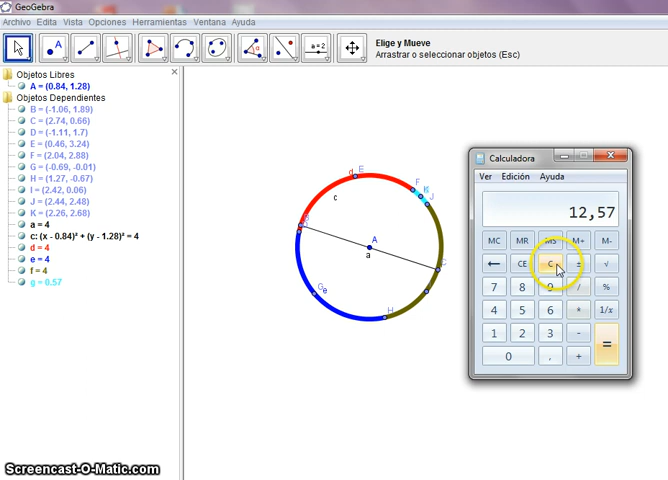 GeoGebra
Archivo Edita Vista Opciones Herramientas Ventana Ayuda
A
α
a = 2
Elige y Mueve
Arrastrar o seleccionar objetos (Esc)
Objetos Libres
A = (0.84, 1.28)
Objetos Dependientes
B = (-1.06, 1.89)
C = (2.74, 0.66)
D = (-1.11, 1.7)
E = (0.46, 3.24)
F = (2.04, 2.88)
G = (-0.69, -0.01)
H = (1.27, -0.67)
I = (2.42, 0.06)
J = (2.44, 2.48)
K = (2.26, 2.68)
a = 4
c: (x - 0.84)² + (y - 1.28)² = 4
d = 4
e = 4
f = 4
g = 0.57
d E
F
c
J
A
a
C
G e
H
Calculadora
Ver Edición Ayuda
12,57
MC MR MS M+ M-
← CE C ± √
7 8 9 / %
4 5 6 * 1/x
1 2 3 - =
0 , +
Screencast-O-Matic.com